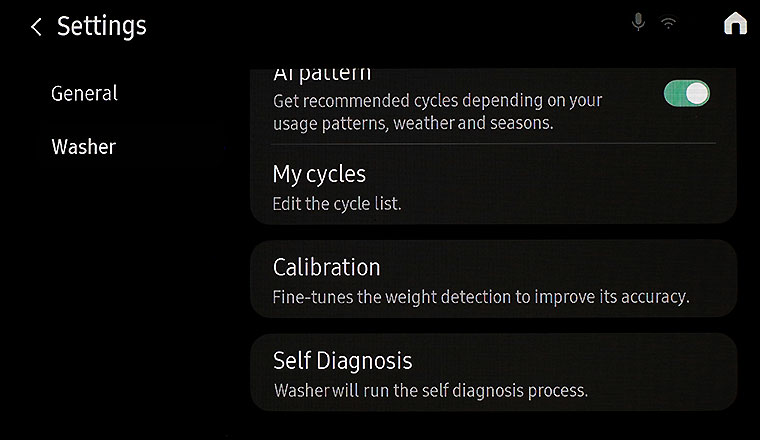 Settings
General
Washer
AI pattern
Get recommended cycles depending on your
usage patterns, weather and seasons.
My cycles
Edit the cycle list.
Calibration
Fine-tunes the weight detection to improve its accuracy.
Self Diagnosis
Washer will run the self diagnosis process.